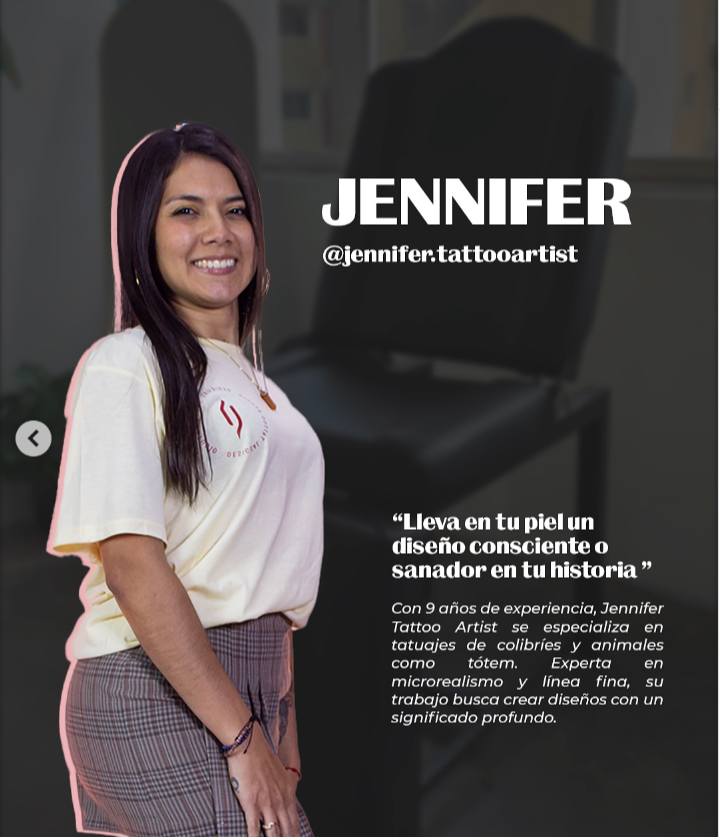 JENNIFER
@jennifer.tattooartist
“Lleva en tu piel un
diseño consciente o
sanador en tu historia ”
Con 9 años de experiencia, Jennifer
Tattoo Artist se especializa en
tatuajes de colibríes y animales
como tótem. Experta en
microrealismo y línea fina, su
trabajo busca crear diseños con un
significado profundo.